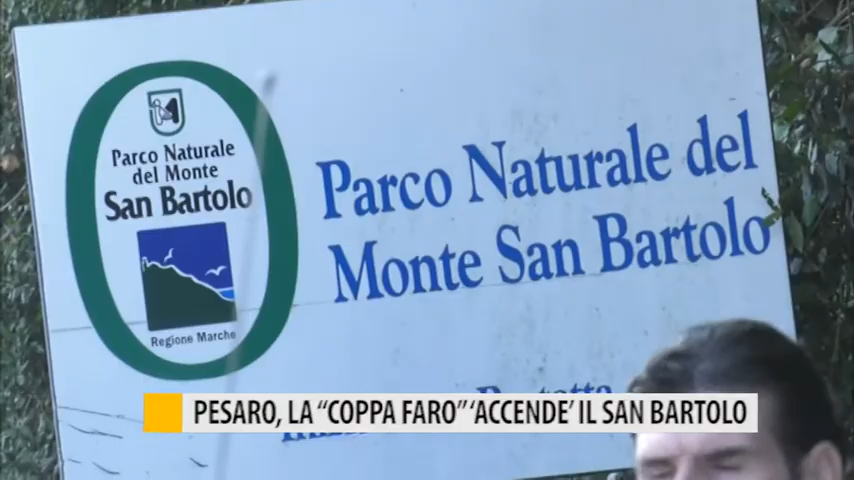 Parco Naturale
del Monte
San Bartolo
Regione Marche
Parco Naturale del
Monte San Bartolo
PESARO, LA “COPPA FARO” ‘ACCENDE’ IL SAN BARTOLO